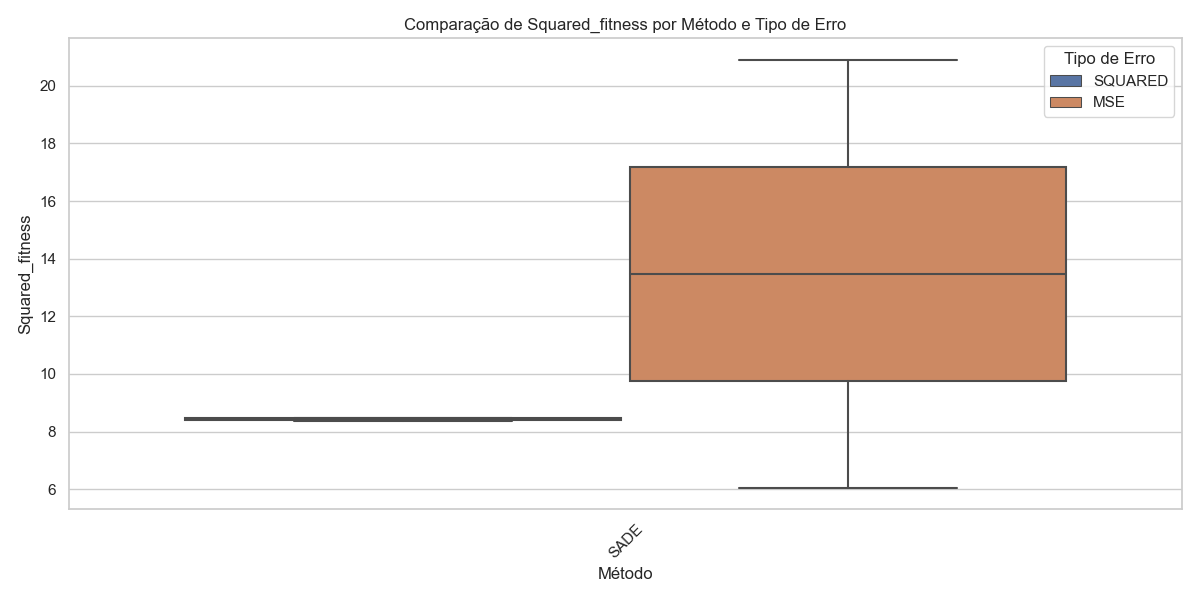 Comparação de Squared_fitness por Método e Tipo de Erro
Tipo de Erro
SQUARED
MSE
Squared_fitness
20
18
16
14
12
10
8
6
SADE
Método